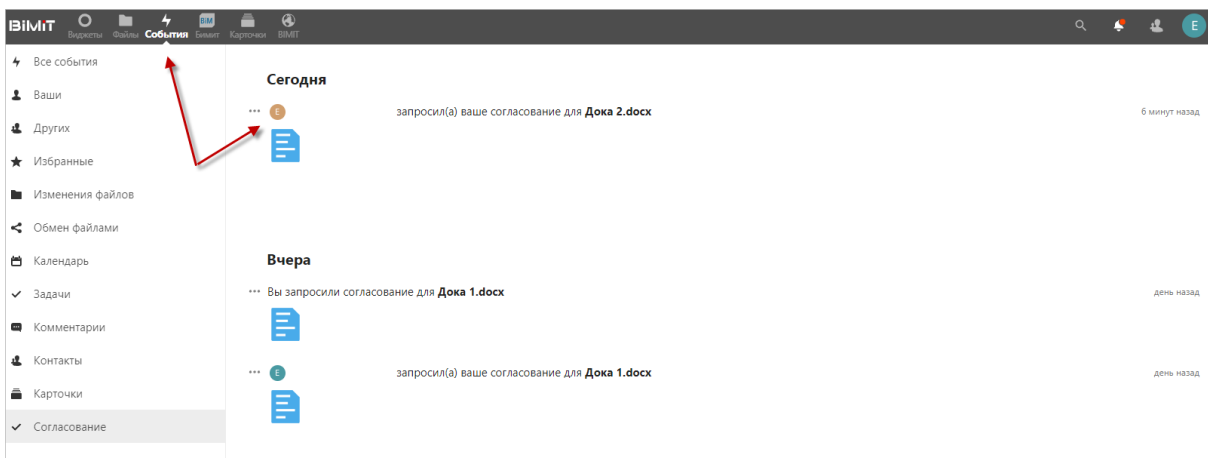 BIMIT Виджеты Файлы События BIM Бимит Карточки BIMIT E
Все события
Ваши
Других
Избранные
Изменения файлов
Обмен файлами
Календарь
Задачи
Комментарии
Контакты
Карточки
Согласование
Сегодня
E запросил(а) ваше согласование для Дока 2.docx 6 минут назад
Вчера
Вы запросили согласование для Дока 1.docx день назад
E запросил(а) ваше согласование для Дока 1.docx день назад